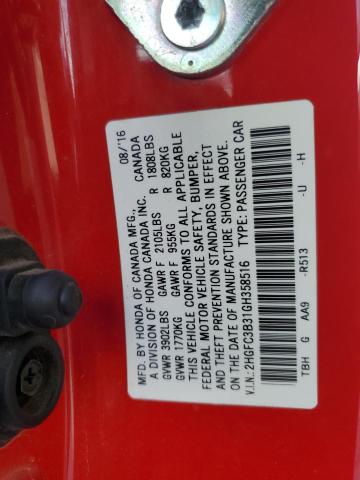 MFD. BY HONDA OF CANADA MFG., 08/'16
A DIVISION OF HONDA CANADA INC. CANADA
GVWR 3902LBS GAWR F 2105LBS R 1808LBS
GVWR 1770KG GAWR F 955KG R 820KG
THIS VEHICLE CONFORMS TO ALL APPLICABLE
FEDERAL MOTOR VEHICLE SAFETY, BUMPER,
AND THEFT PREVENTION STANDARDS IN EFFECT
ON THE DATE OF MANUFACTURE SHOWN ABOVE.
V.I.N.: 2HGFC3B31GH358516 TYPE: PASSENGER CAR
TBH G AA9 -R513 -U -H